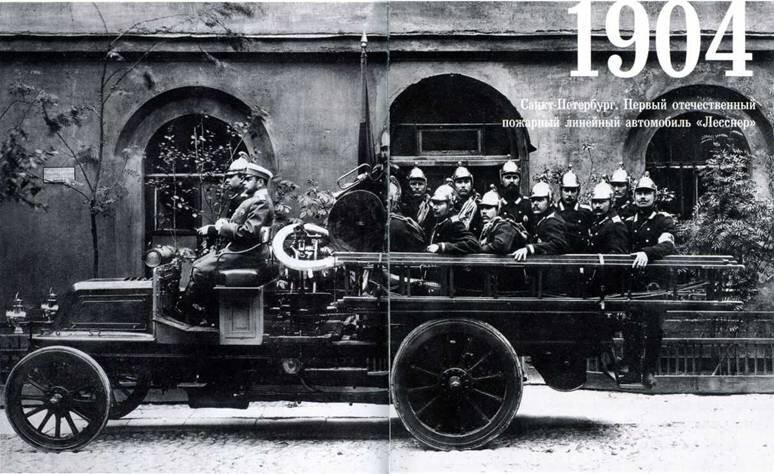 1904
Санкт-Петербург. Первый отечественный
пожарный линейный автомобиль «Лесснер»